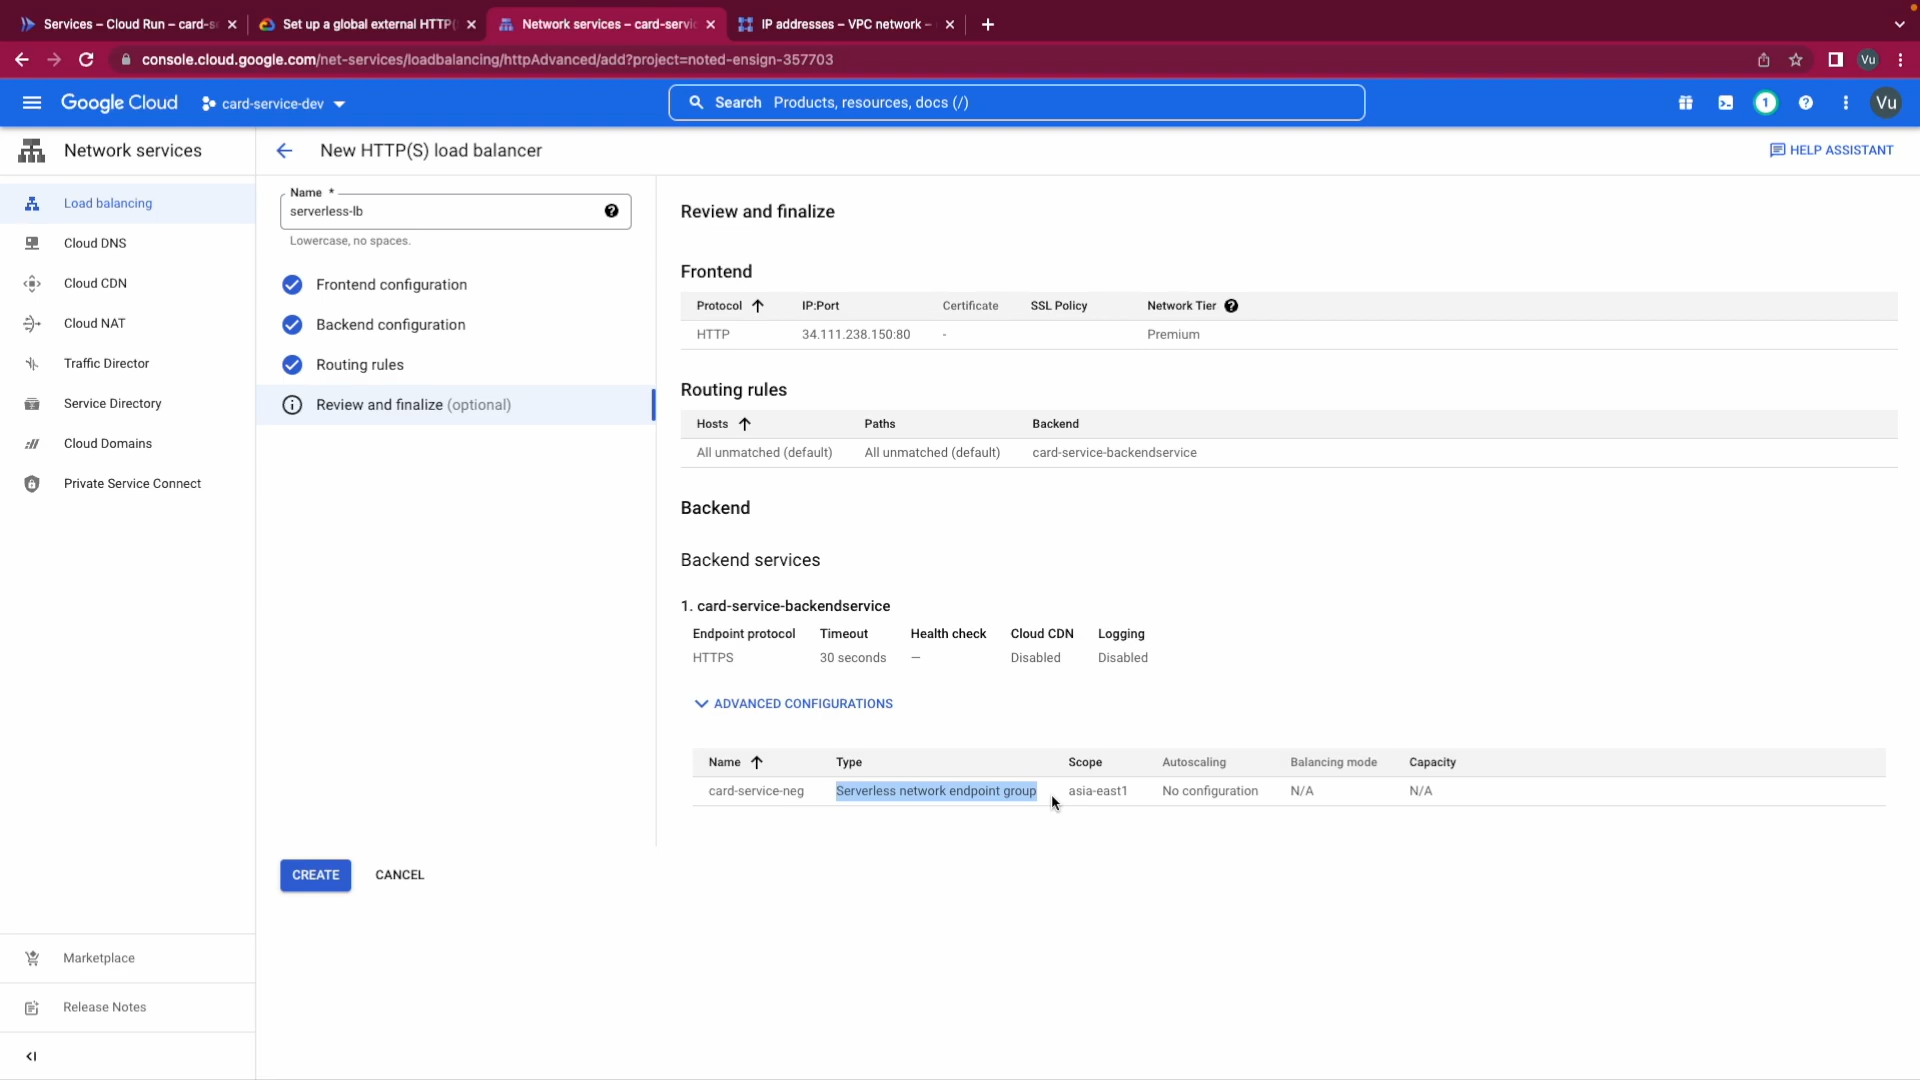 Services – Cloud Run – card-s
Set up a global external HTTP(
Network services – card-servic
IP addresses – VPC network –
console.cloud.google.com/net-services/loadbalancing/httpAdvanced/add?project=noted-ensign-357703
Vu
Google Cloud
card-service-dev
Search Products, resources, docs (/)
1
Vu
Network services
New HTTP(S) load balancer
HELP ASSISTANT
Load balancing
Cloud DNS
Cloud CDN
Cloud NAT
Traffic Director
Service Directory
Cloud Domains
Private Service Connect
Marketplace
Release Notes
Name *
serverless-lb
Lowercase, no spaces.
Frontend configuration
Backend configuration
Routing rules
Review and finalize (optional)
CREATE CANCEL
Review and finalize
Frontend
Protocol IP:Port Certificate SSL Policy Network Tier
HTTP 34.111.238.150:80 - Premium
Routing rules
Hosts Paths Backend
All unmatched (default) All unmatched (default) card-service-backendservice
Backend
Backend services
1. card-service-backendservice
Endpoint protocol Timeout Health check Cloud CDN Logging
HTTPS 30 seconds — Disabled Disabled
ADVANCED CONFIGURATIONS
Name Type Scope Autoscaling Balancing mode Capacity
card-service-neg Serverless network endpoint group asia-east1 No configuration N/A N/A